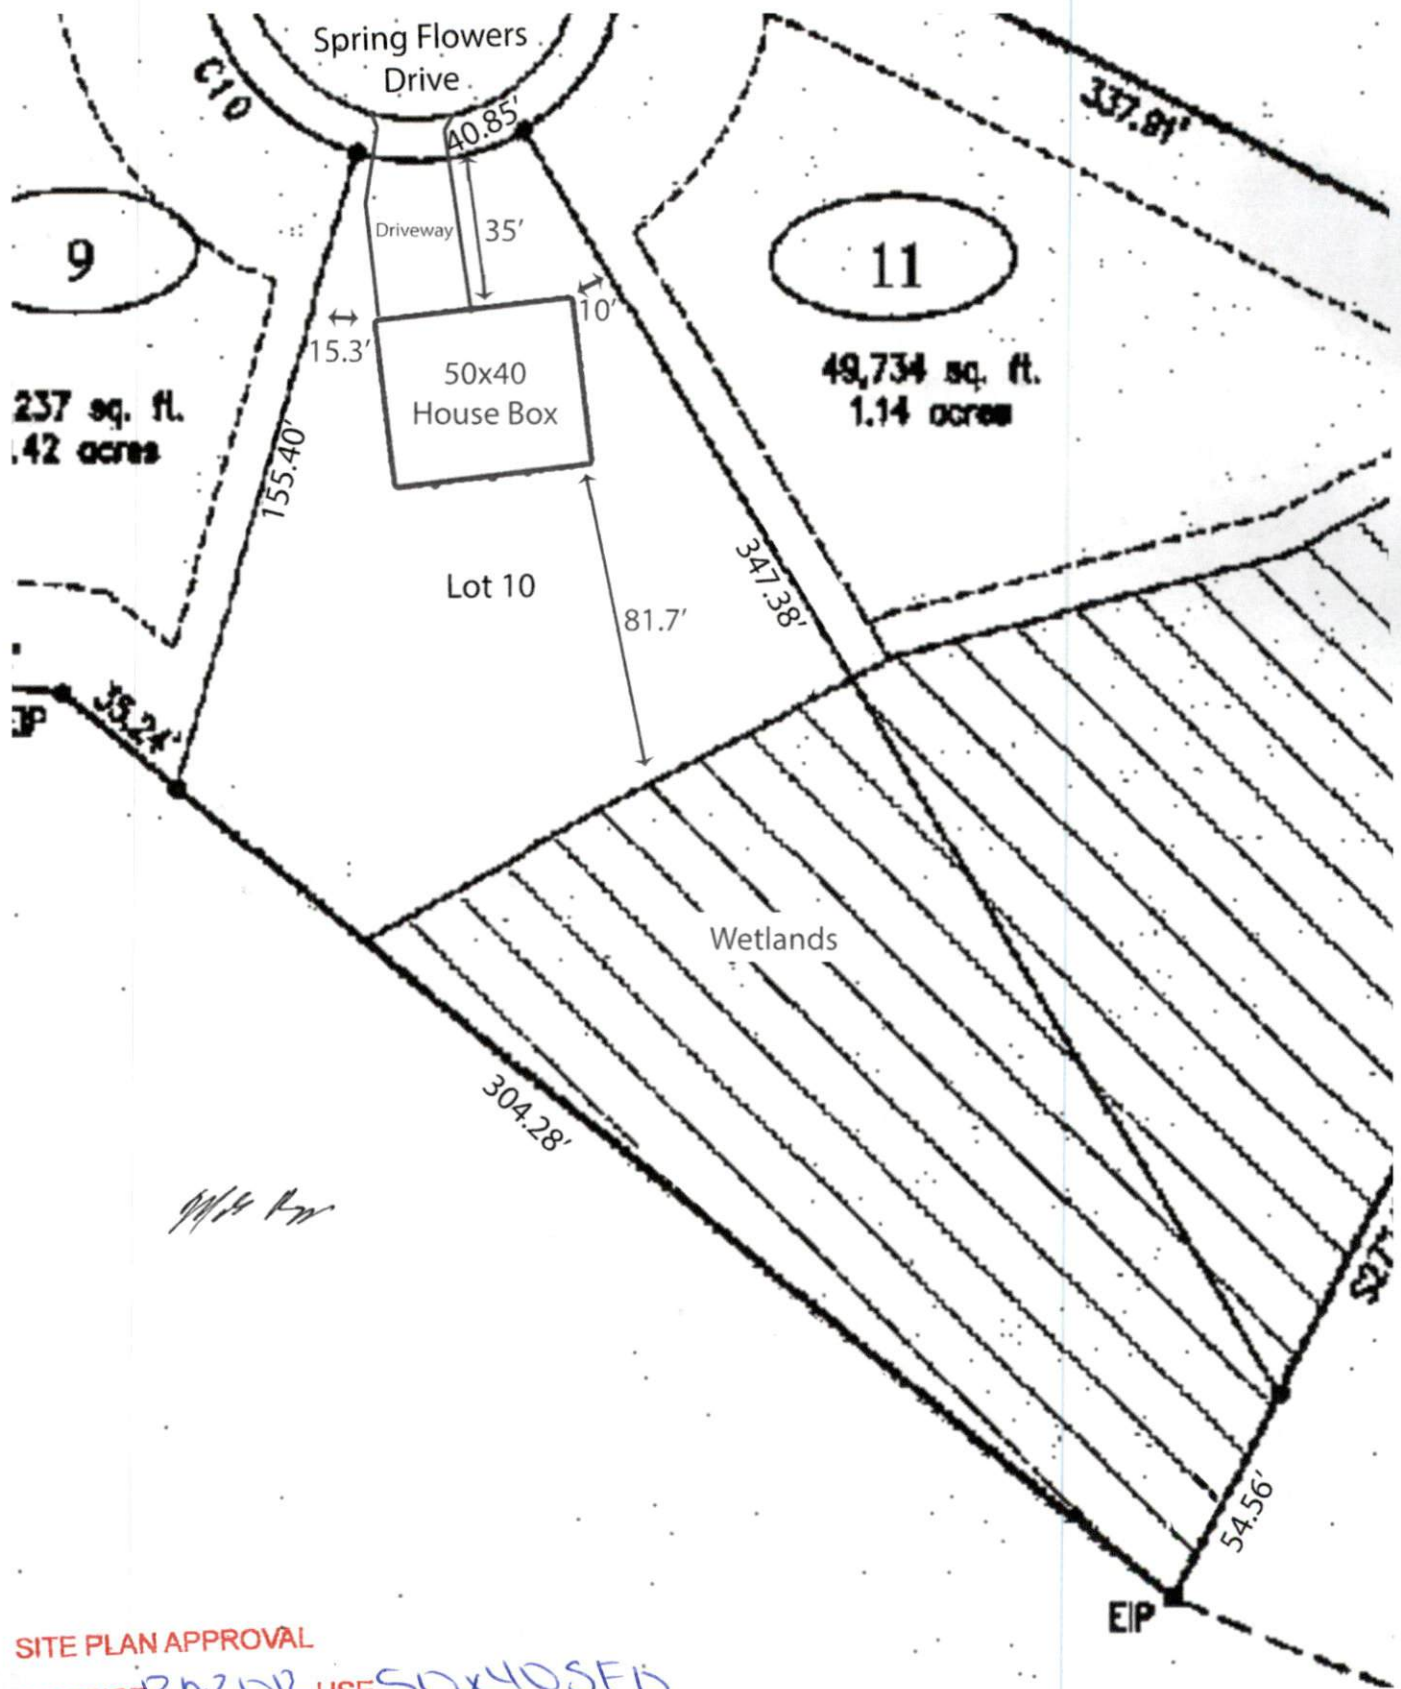 Spring Flowers
Drive
C10
40.85'
337.81'
Driveway
35'
9
11
10'
15.3'
50x40
House Box
49,734 sq. ft.
1.14 acres
237 sq. ft.
.42 acres
155.40'
347.38'
Lot 10
81.7'
35.24'
Wetlands
304.28'
54.56'
EIP
SITE PLAN APPROVAL
USE 50x40SFD